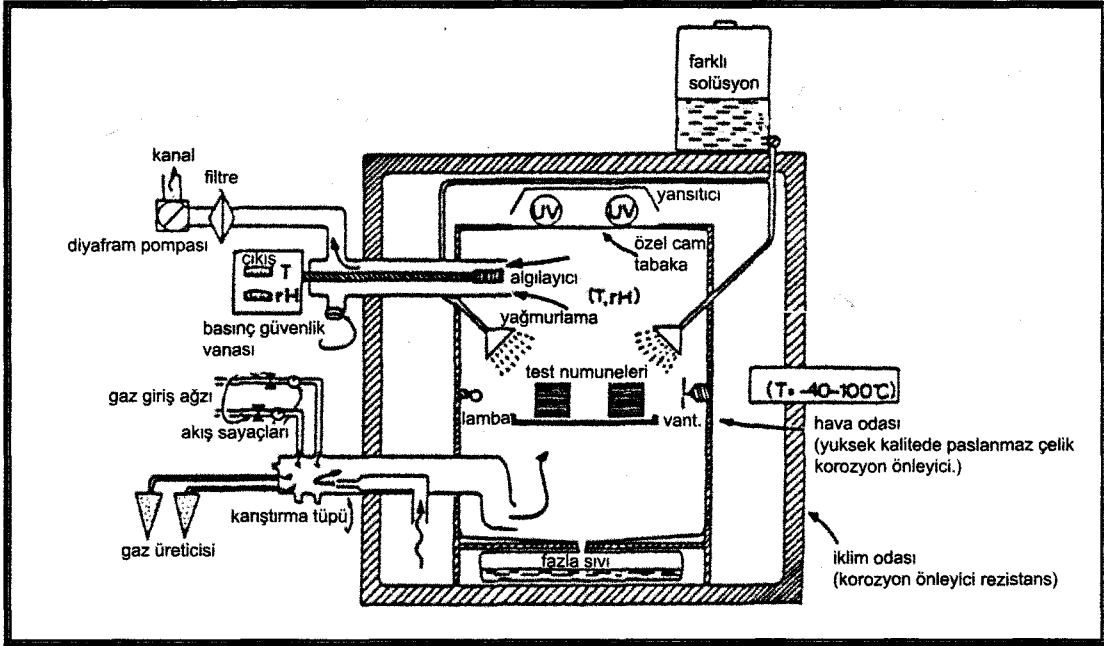 farklı
solüsyon
kanal
filtre
diyafram pompası
yansıtıcı
UV UV
özel cam
tabaka
çıkış
T
rH
algılayıcı
(T,rH)
yağmurlama
basınç güvenlik
vanası
test numuneleri
gaz giriş ağzı
akış sayaçları
lamba
vant.
(T= -40-100℃)
hava odası
(yuksek kalitede paslanmaz çelik
korozyon önleyici.)
karıştırma tüpü
gaz üreticisi
fazla sıvı
iklim odası
(korozyon önleyici rezistans)